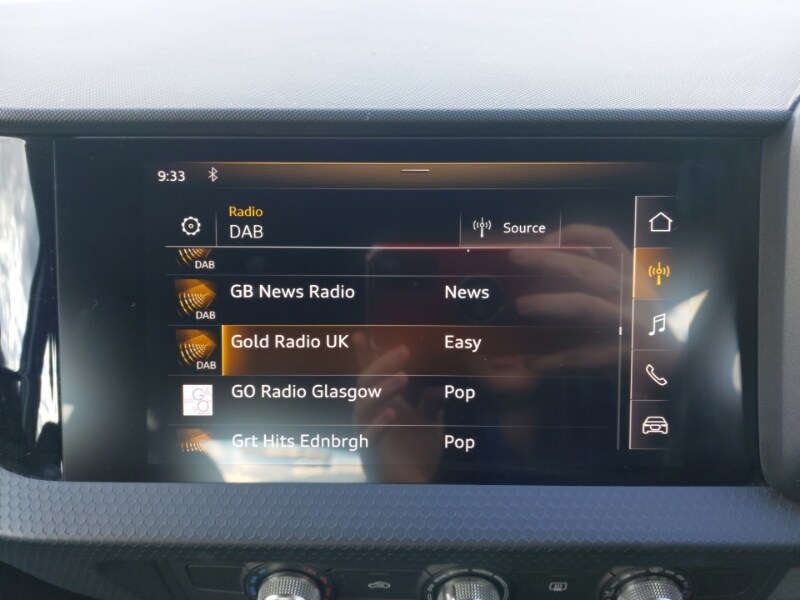 9:33
Radio
DAB
Source
DAB
GB News Radio News
DAB
Gold Radio UK Easy
DAB
GO Radio Glasgow Pop
GO
Grt Hits Ednbrgh Pop